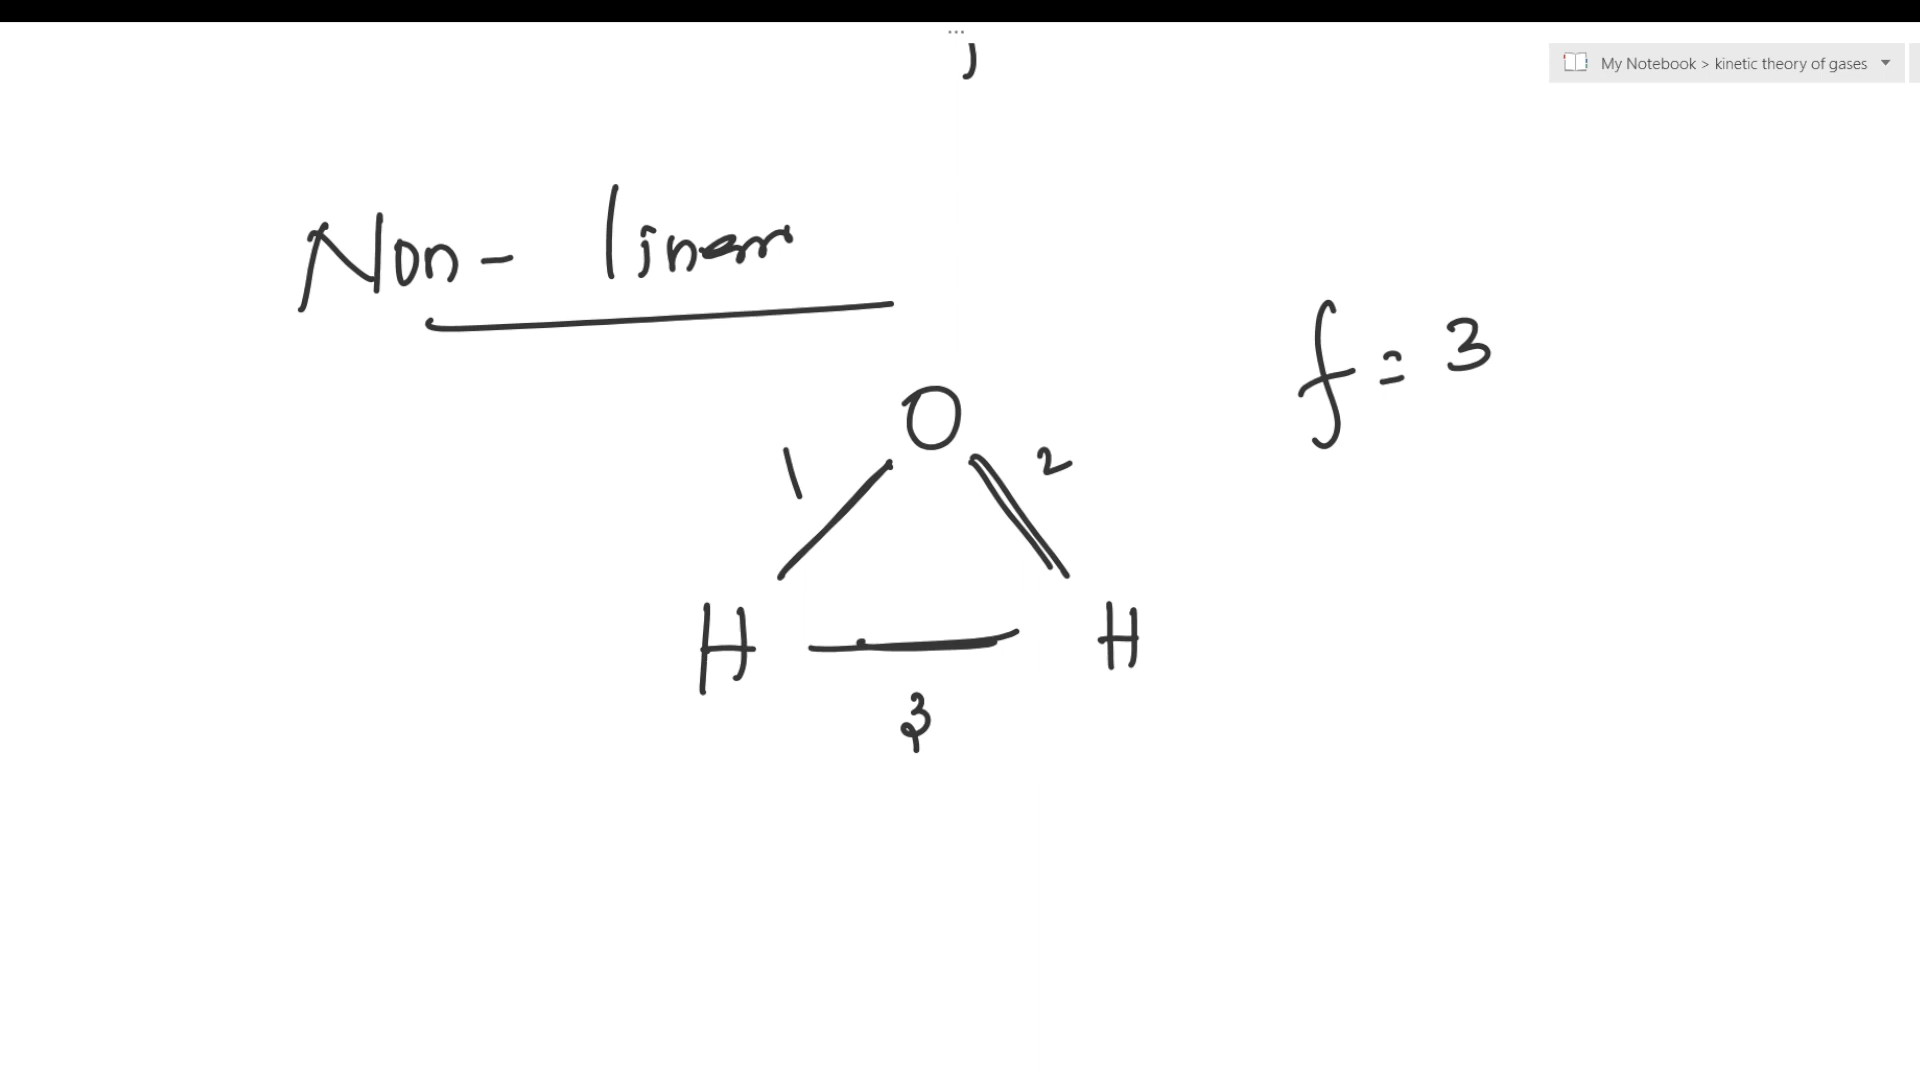 My Notebook > kinetic theory of gases
Non- linear
f = 3
O
1
2
H
H
3